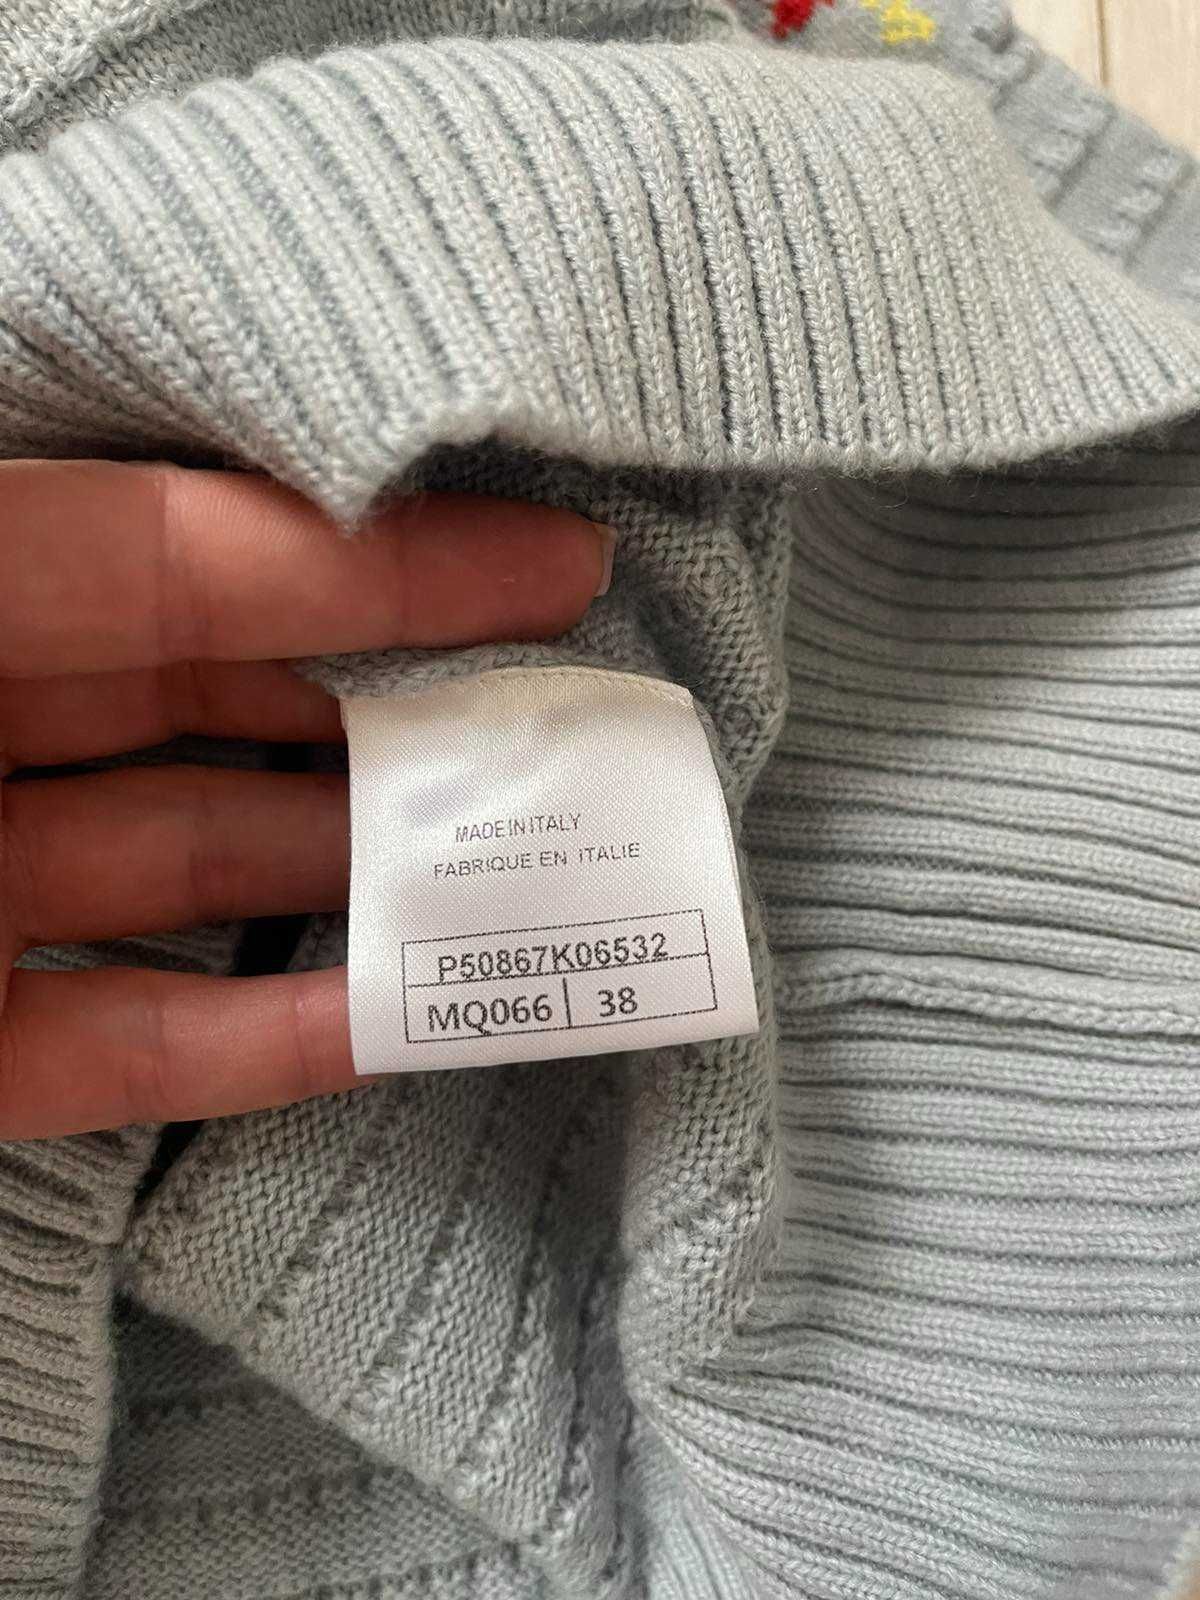 MADE IN ITALY
FABRIQUE EN ITALIE
P50867K06532
MQ066 | 38